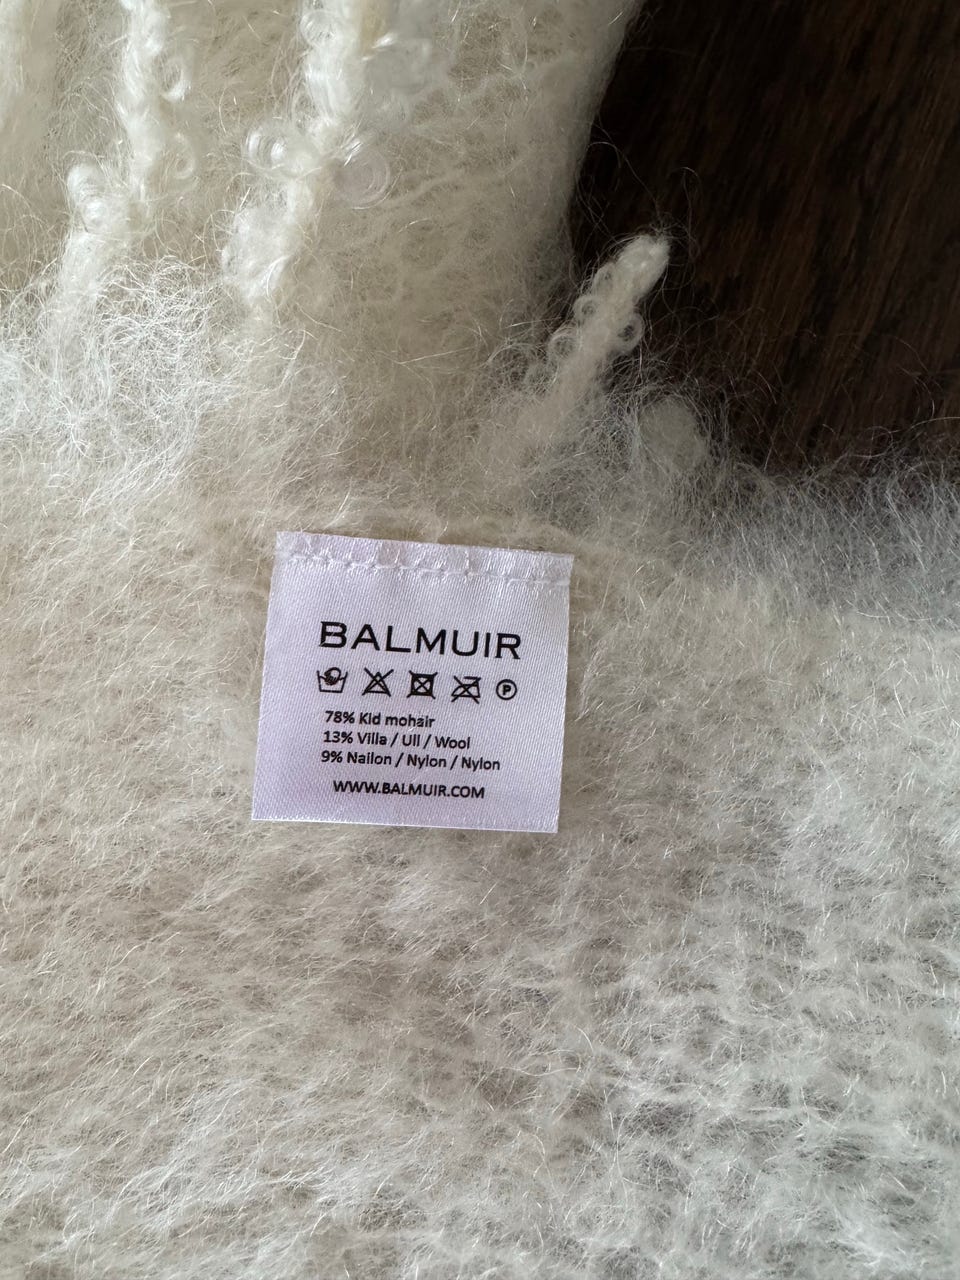 BALMUIR
P
78% Kid mohair
13% Villa / Ull / Wool
9% Nailon / Nylon / Nylon
WWW.BALMUIR.COM